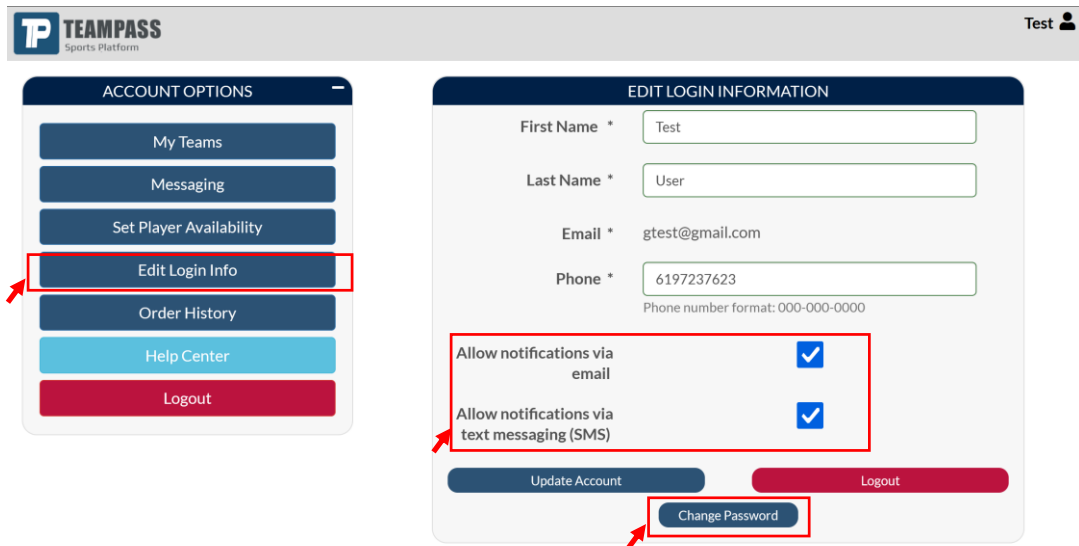 TP TEAMPASS
Sports Platform
Test
ACCOUNT OPTIONS
My Teams
Messaging
Set Player Availability
Edit Login Info
Order History
Help Center
Logout
EDIT LOGIN INFORMATION
First Name * Test
Last Name * User
Email * gtest@gmail.com
Phone * 6197237623
Phone number format: 000-000-0000
Allow notifications via
email
Allow notifications via
text messaging (SMS)
Update Account Logout
Change Password